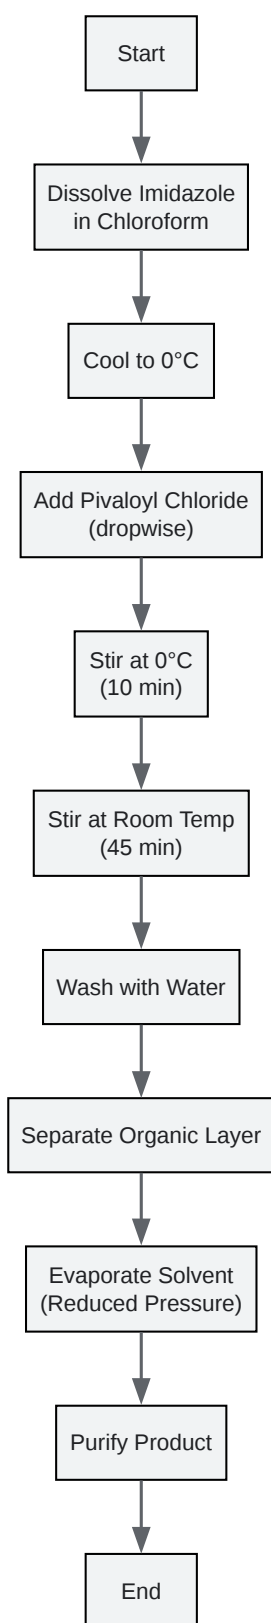 Start
Dissolve Imidazole
in Chloroform
Cool to 0°C
Add Pivaloyl Chloride
(dropwise)
Stir at 0°C
(10 min)
Stir at Room Temp
(45 min)
Wash with Water
Separate Organic Layer
Evaporate Solvent
(Reduced Pressure)
Purify Product
End